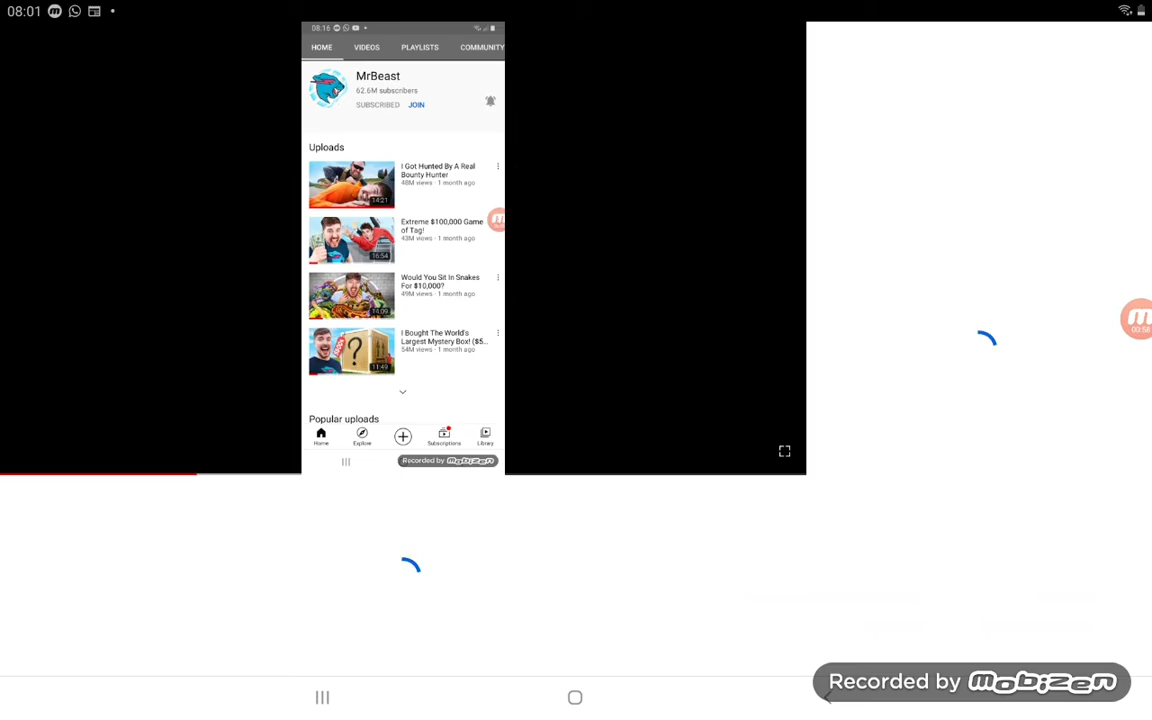 08:01
08:16
HOME VIDEOS PLAYLISTS COMMUNITY
MrBeast
62.6M subscribers
SUBSCRIBED JOIN
Uploads
I Got Hunted By A Real
Bounty Hunter
48M views · 1 month ago
14:21
Extreme $100,000 Game
of Tag!
43M views · 1 month ago
16:54
Would You Sit In Snakes
For $10,000?
49M views · 1 month ago
14:09
I Bought The World's
Largest Mystery Box! ($5...
54M views · 1 month ago
11:49
00:58
Popular uploads
Home Explore Subscriptions Library
Recorded by mobizen
Recorded by mobizen